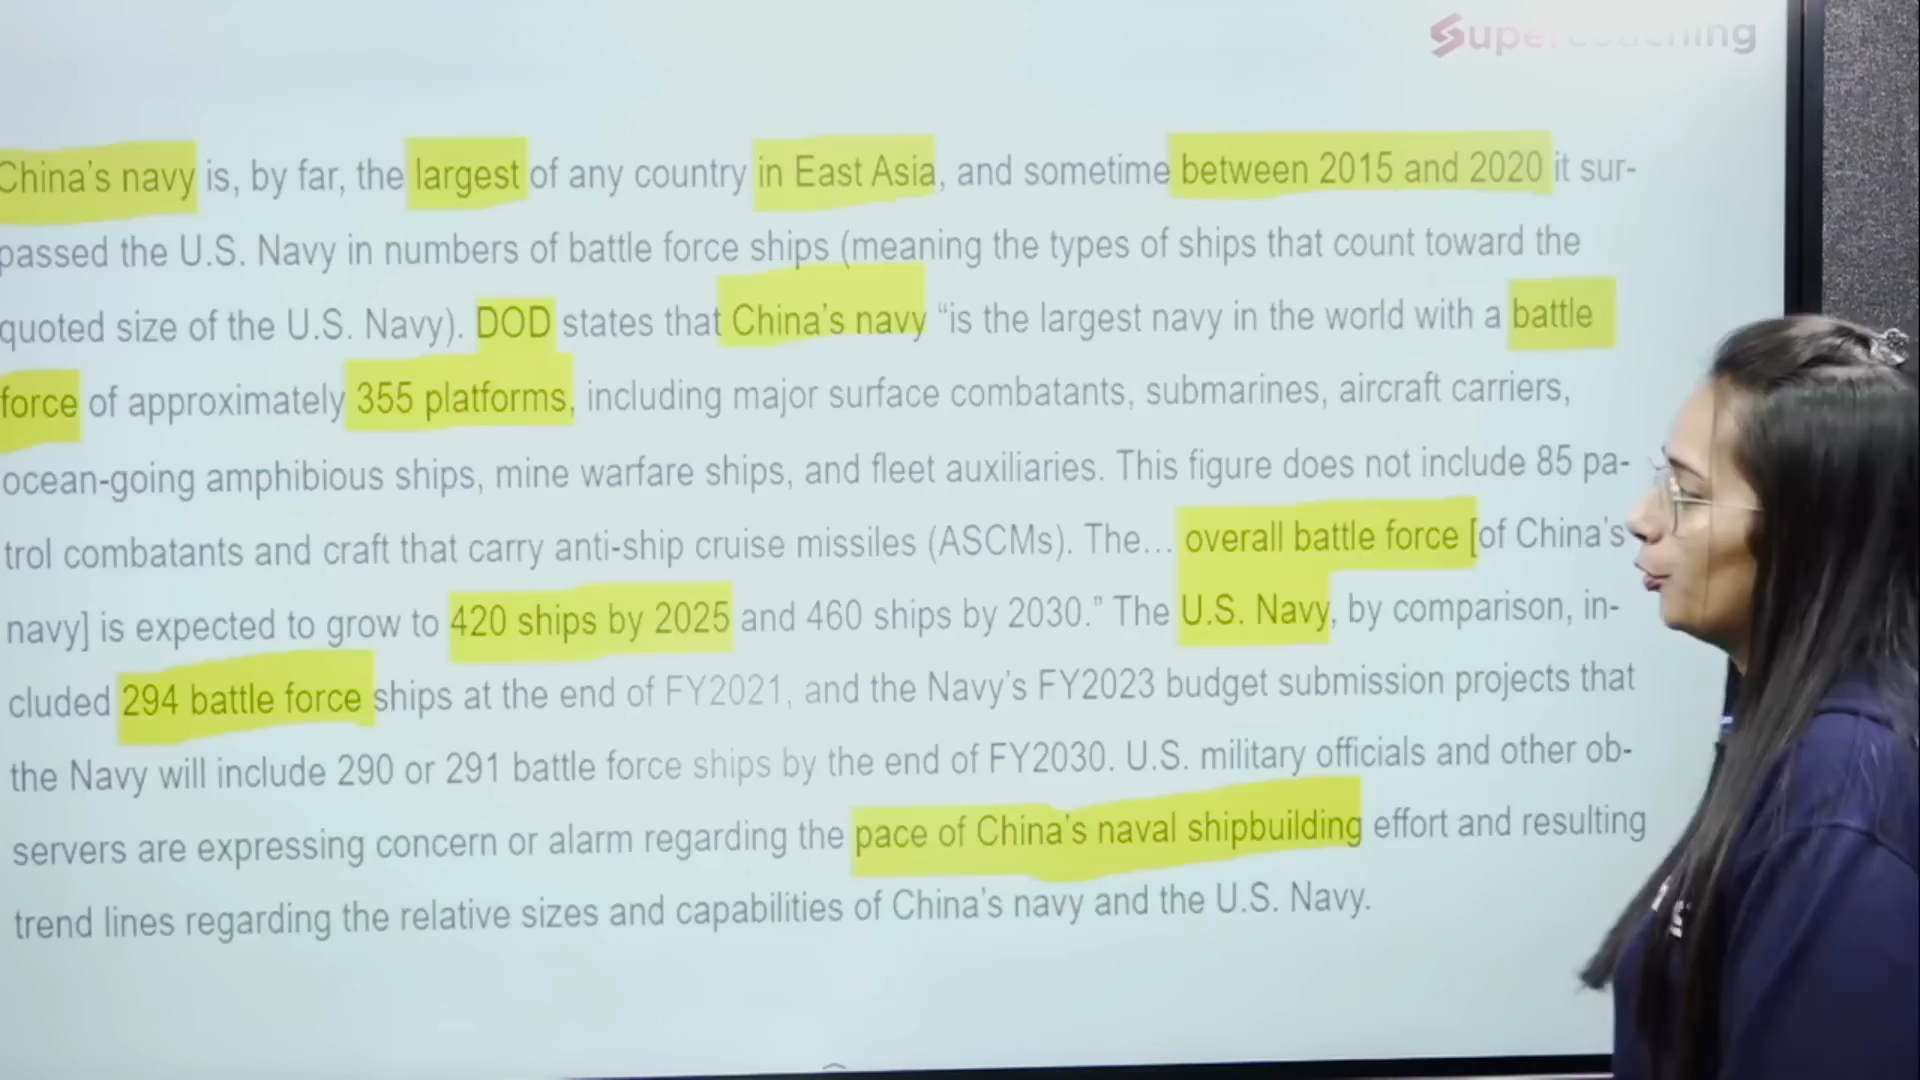 Supercoaching
China's navy is, by far, the largest of any country in East Asia, and sometime between 2015 and 2020 it sur-
passed the U.S. Navy in numbers of battle force ships (meaning the types of ships that count toward the
quoted size of the U.S. Navy). DOD states that China's navy “is the largest navy in the world with a battle
force of approximately 355 platforms, including major surface combatants, submarines, aircraft carriers,
ocean-going amphibious ships, mine warfare ships, and fleet auxiliaries. This figure does not include 85 pa-
trol combatants and craft that carry anti-ship cruise missiles (ASCMs). The... overall battle force [of China's
navy] is expected to grow to 420 ships by 2025 and 460 ships by 2030.” The U.S. Navy, by comparison, in-
cluded 294 battle force ships at the end of FY2021, and the Navy's FY2023 budget submission projects that
the Navy will include 290 or 291 battle force ships by the end of FY2030. U.S. military officials and other ob-
servers are expressing concern or alarm regarding the pace of China's naval shipbuilding effort and resulting
trend lines regarding the relative sizes and capabilities of China's navy and the U.S. Navy.